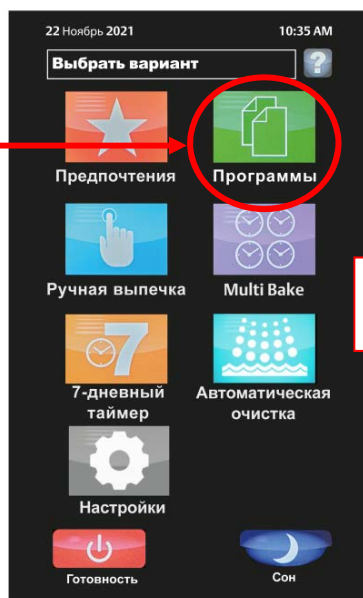 22 Ноябрь 2021 10:35 AM
Выбрать вариант ?
Предпочтения Программы
Ручная выпечка Multi Bake
7
7-дневный таймер
Автоматическая очистка
Настройки
Готовность Сон